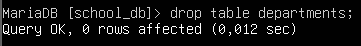 MariaDB [school_db]> drop table departments;
Query OK, 0 rows affected (0,012 sec)